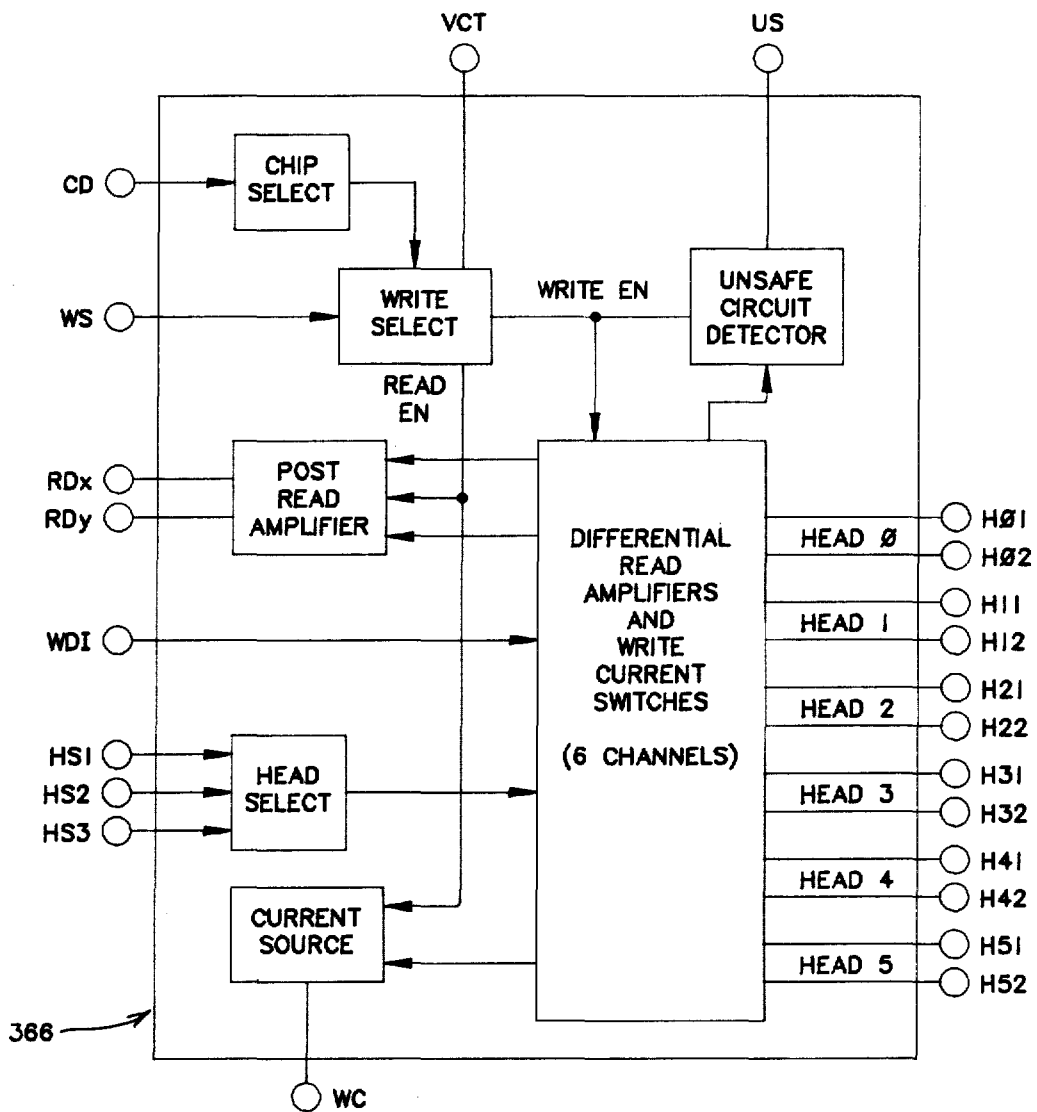 VCT
US
CD
CHIP
SELECT
WS
WRITE
SELECT
WRITE EN
UNSAFE
CIRCUIT
DETECTOR
READ
EN
RDx
RDy
POST
READ
AMPLIFIER
DIFFERENTIAL
READ
AMPLIFIERS
AND
WRITE
CURRENT
SWITCHES
(6 CHANNELS)
HØ1
HEAD Ø
HØ2
H11
HEAD 1
H12
WDI
H21
HEAD 2
H22
HS1
HS2
HS3
HEAD
SELECT
H31
HEAD 3
H32
H41
HEAD 4
H42
CURRENT
SOURCE
H51
HEAD 5
H52
366
WC